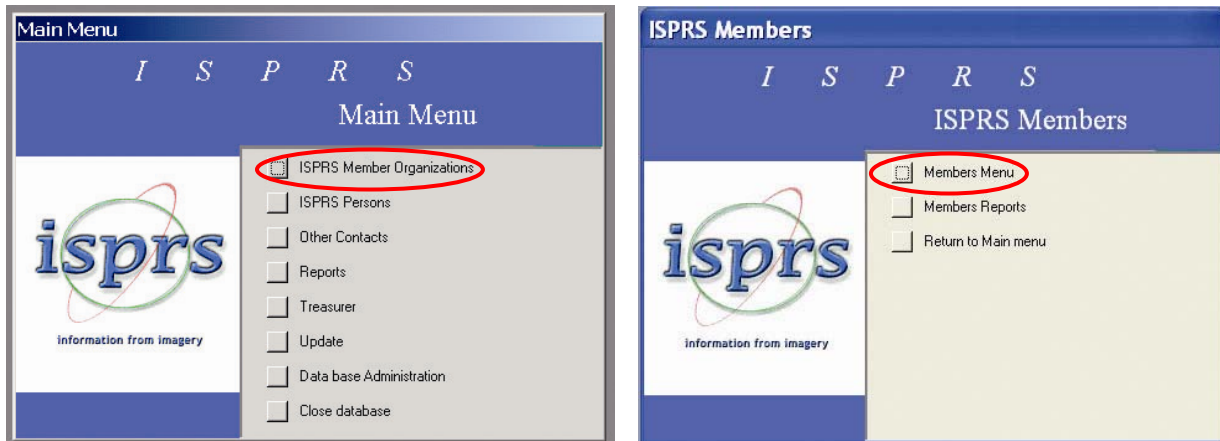 Main Menu
I S P R S
Main Menu
ISPRS Member Organizations
ISPRS Persons
Other Contacts
Reports
Treasurer
Update
Data base Administration
Close database
isprs
information from imagery
ISPRS Members
I S P R S
ISPRS Members
Members Menu
Members Reports
Return to Main menu
isprs
information from imagery